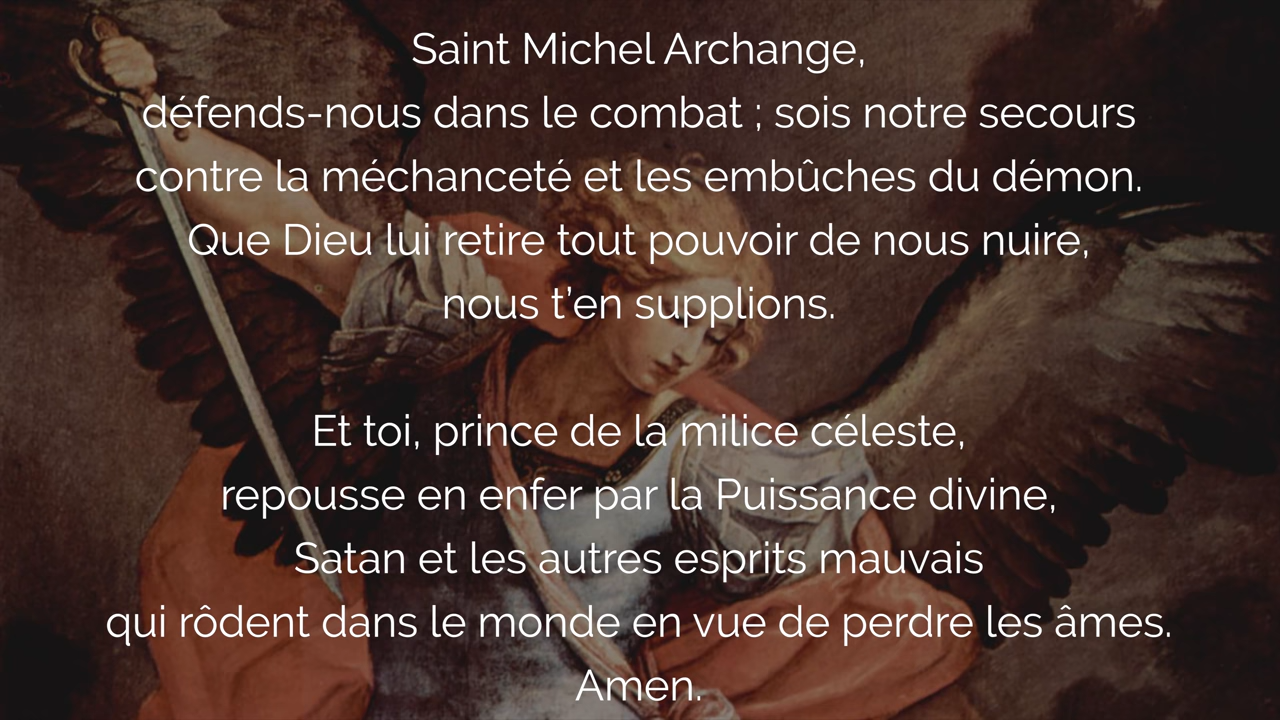 Saint Michel Archange,
défends-nous dans le combat ; sois notre secours
contre la méchanceté et les embûches du démon.
Que Dieu lui retire tout pouvoir de nous nuire,
nous t’en supplions.
Et toi, prince de la milice céleste,
repousse en enfer par la Puissance divine,
Satan et les autres esprits mauvais
qui rôdent dans le monde en vue de perdre les âmes.
Amen.